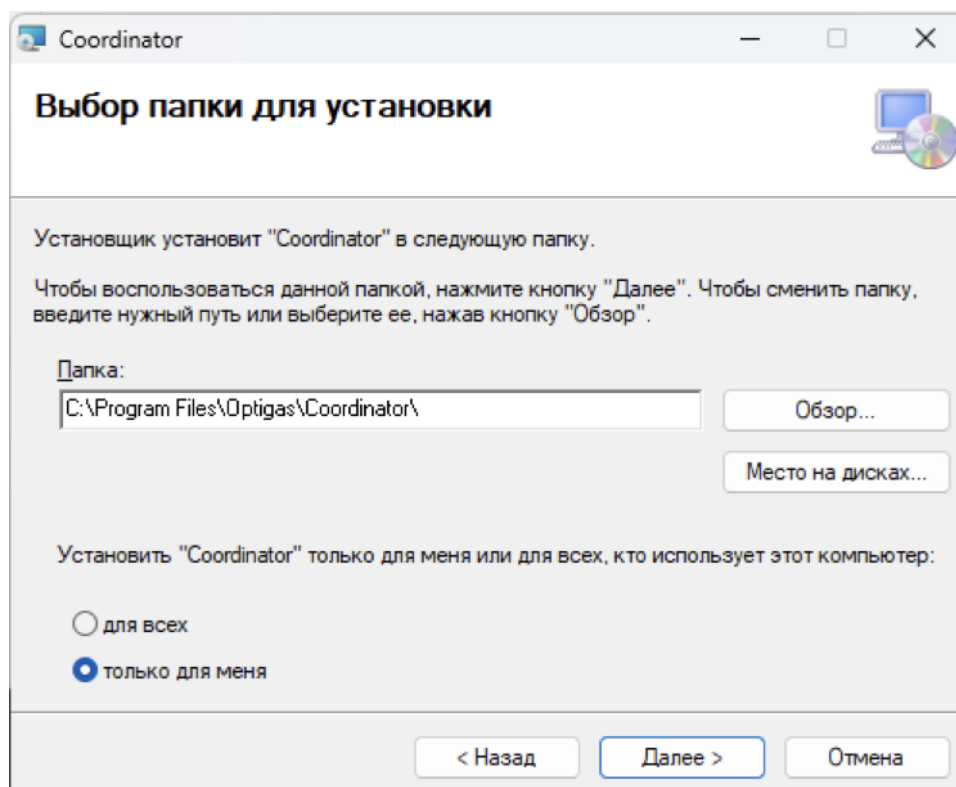 Coordinator
Выбор папки для установки
Установщик установит "Coordinator" в следующую папку.
Чтобы воспользоваться данной папкой, нажмите кнопку "Далее". Чтобы сменить папку,
введите нужный путь или выберите ее, нажав кнопку "Обзор".
Папка:
C:\Program Files\Optigas\Coordinator\
Обзор...
Место на дисках...
Установить "Coordinator" только для меня или для всех, кто использует этот компьютер:
для всех
только для меня
< Назад
Далее >
Отмена